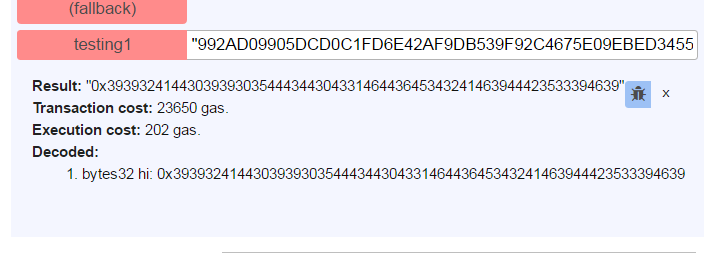 (fallback)
testing1 "992AD09905DCD0C1FD6E42AF9DB539F92C4675E09EBED3455
Result: "0x3939324144303939303544434430433146443645343241463944423533394639" x
Transaction cost: 23650 gas.
Execution cost: 202 gas.
Decoded:
1. bytes32 hi: 0x3939324144303939303544434430433146443645343241463944423533394639